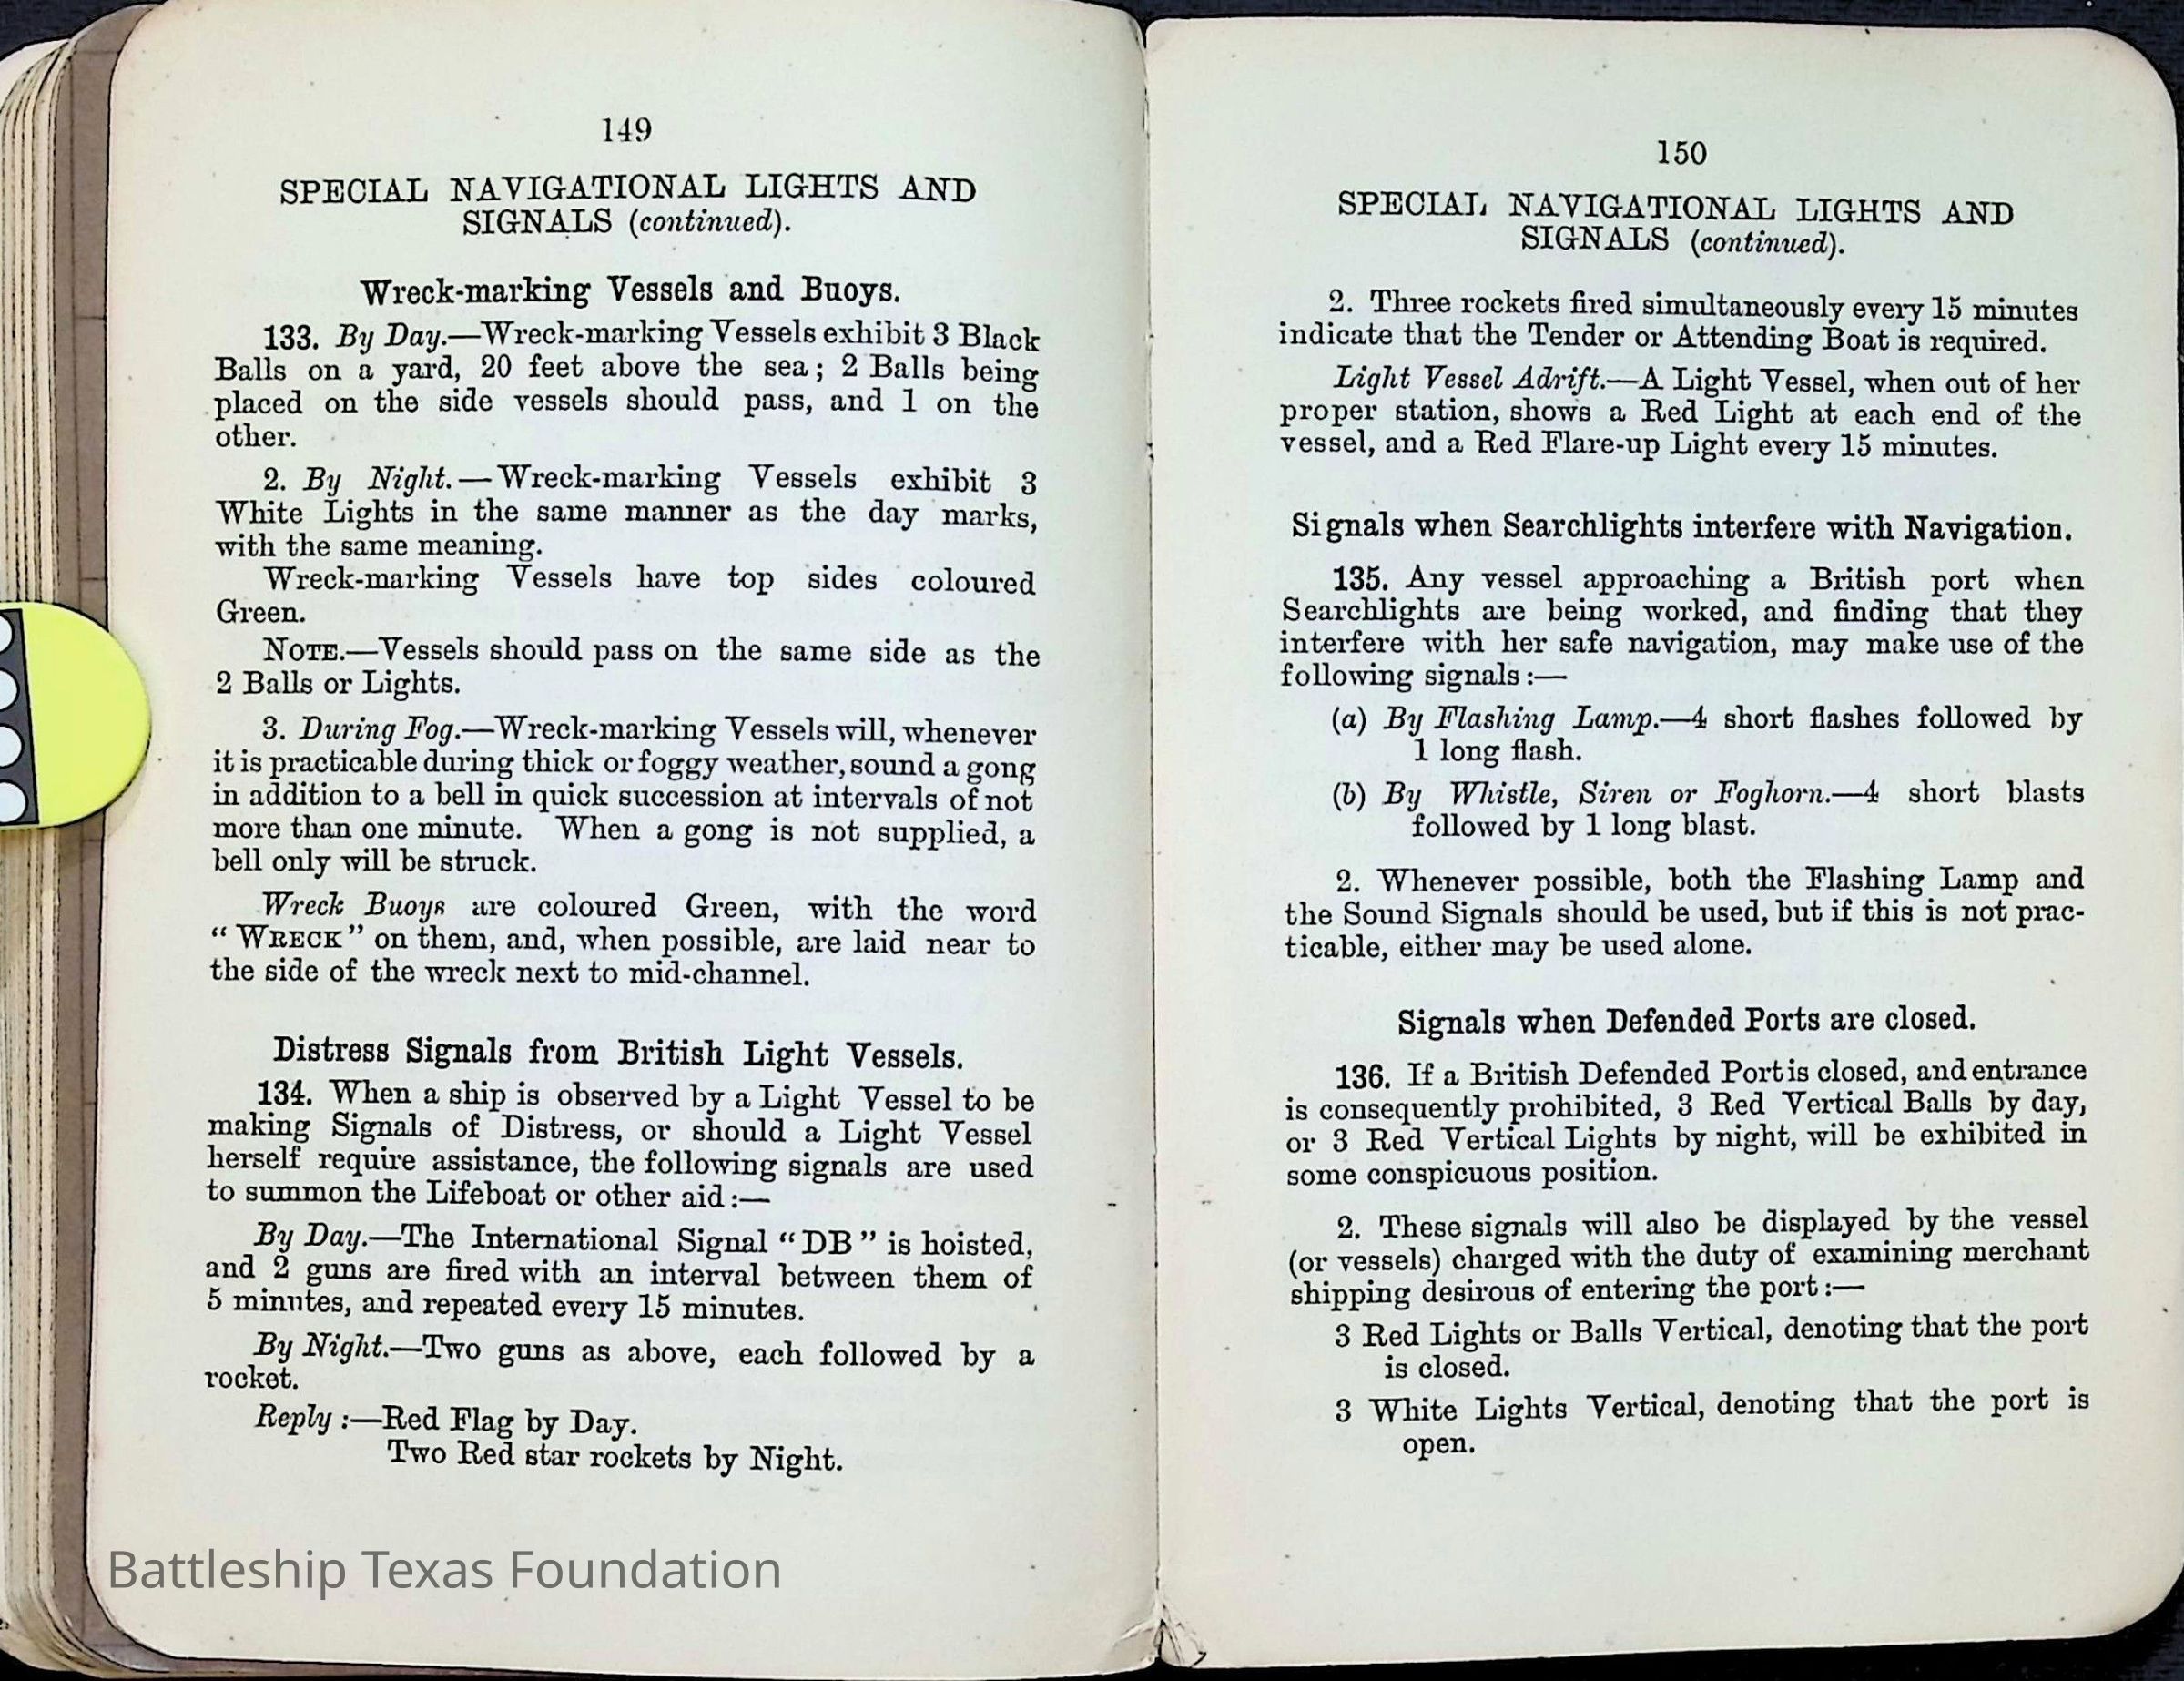 149
SPECIAL NAVIGATIONAL LIGHTS AND
SIGNALS (continued).
Wreck-marking Vessels and Buoys.
133. By Day.—Wreck-marking Vessels exhibit 3 Black
Balls on a yard, 20 feet above the sea; 2 Balls being
placed on the side vessels should pass, and 1 on the
other.
2. By Night.—Wreck-marking Vessels exhibit 3
White Lights in the same manner as the day marks,
with the same meaning.
Wreck-marking Vessels have top sides coloured
Green.
NOTE.—Vessels should pass on the same side as the
2 Balls or Lights.
3. During Fog.—Wreck-marking Vessels will, whenever
it is practicable during thick or foggy weather, sound a gong
in addition to a bell in quick succession at intervals of not
more than one minute. When a gong is not supplied, a
bell only will be struck.
Wreck Buoys are coloured Green, with the word
"WRECK" on them, and, when possible, are laid near to
the side of the wreck next to mid-channel.
Distress Signals from British Light Vessels.
134. When a ship is observed by a Light Vessel to be
making Signals of Distress, or should a Light Vessel
herself require assistance, the following signals are used
to summon the Lifeboat or other aid:—
By Day.—The International Signal "DB" is hoisted,
and 2 guns are fired with an interval between them of
5 minutes, and repeated every 15 minutes.
By Night.—Two guns as above, each followed by a
rocket.
Reply:—Red Flag by Day.
Two Red star rockets by Night.
Battleship Texas Foundation
150
SPECIAL NAVIGATIONAL LIGHTS AND
SIGNALS (continued).
2. Three rockets fired simultaneously every 15 minutes
indicate that the Tender or Attending Boat is required.
Light Vessel Adrift.—A Light Vessel, when out of her
proper station, shows a Red Light at each end of the
vessel, and a Red Flare-up Light every 15 minutes.
Signals when Searchlights interfere with Navigation.
135. Any vessel approaching a British port when
Searchlights are being worked, and finding that they
interfere with her safe navigation, may make use of the
following signals:—
(a) By Flashing Lamp.—4 short flashes followed by
1 long flash.
(b) By Whistle, Siren or Foghorn.—4 short blasts
followed by 1 long blast.
2. Whenever possible, both the Flashing Lamp and
the Sound Signals should be used, but if this is not prac-
ticable, either may be used alone.
Signals when Defended Ports are closed.
136. If a British Defended Port is closed, and entrance
is consequently prohibited, 3 Red Vertical Balls by day,
or 3 Red Vertical Lights by night, will be exhibited in
some conspicuous position.
2. These signals will also be displayed by the vessel
(or vessels) charged with the duty of examining merchant
shipping desirous of entering the port:—
3 Red Lights or Balls Vertical, denoting that the port
is closed.
3 White Lights Vertical, denoting that the port is
open.